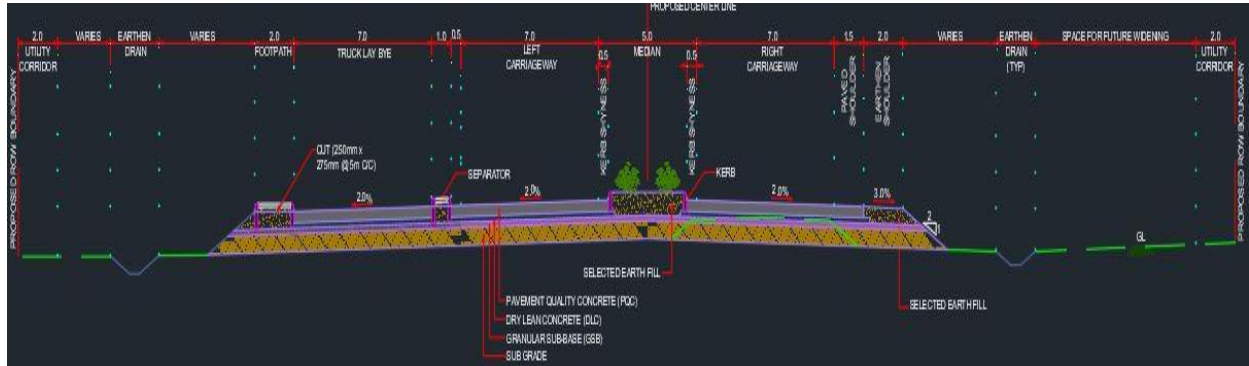 PROPOSED CENTER LINE
2.0
VARIES
EARTHEN
VARIES
2.0
7.0
1.0
0.5
7.0
5.0
7.0
1.5
2.0
VARIES
EARTHEN
SPACE FOR FUTURE WIDENING
2.0
UTILITY
CORRIDOR
DRAIN
FOOTPATH
TRUCK LAY BYE
LEFT
CARRIAGEWAY
0.5
MEDIAN
0.5
RIGHT
CARRIAGEWAY
DRAIN
(TYP)
UTILITY
CORRIDOR
PROPOSED ROW BOUNDARY
KERB SHYNESS
KERB SHYNESS
PAVED
SHOULDER
EARTHEN
SHOULDER
PROPOSED ROW BOUNDARY
CUT (250mm x
275mm @5m C/C)
SEPARATOR
KERB
2.0%
2.0%
2.0%
3.0%
2
1
GL
SELECTED EARTH FILL
SELECTED EARTH FILL
PAVEMENT QUALITY CONCRETE (PQC)
DRY LEAN CONCRETE (DLC)
GRANULAR SUB-BASE (GSB)
SUB GRADE